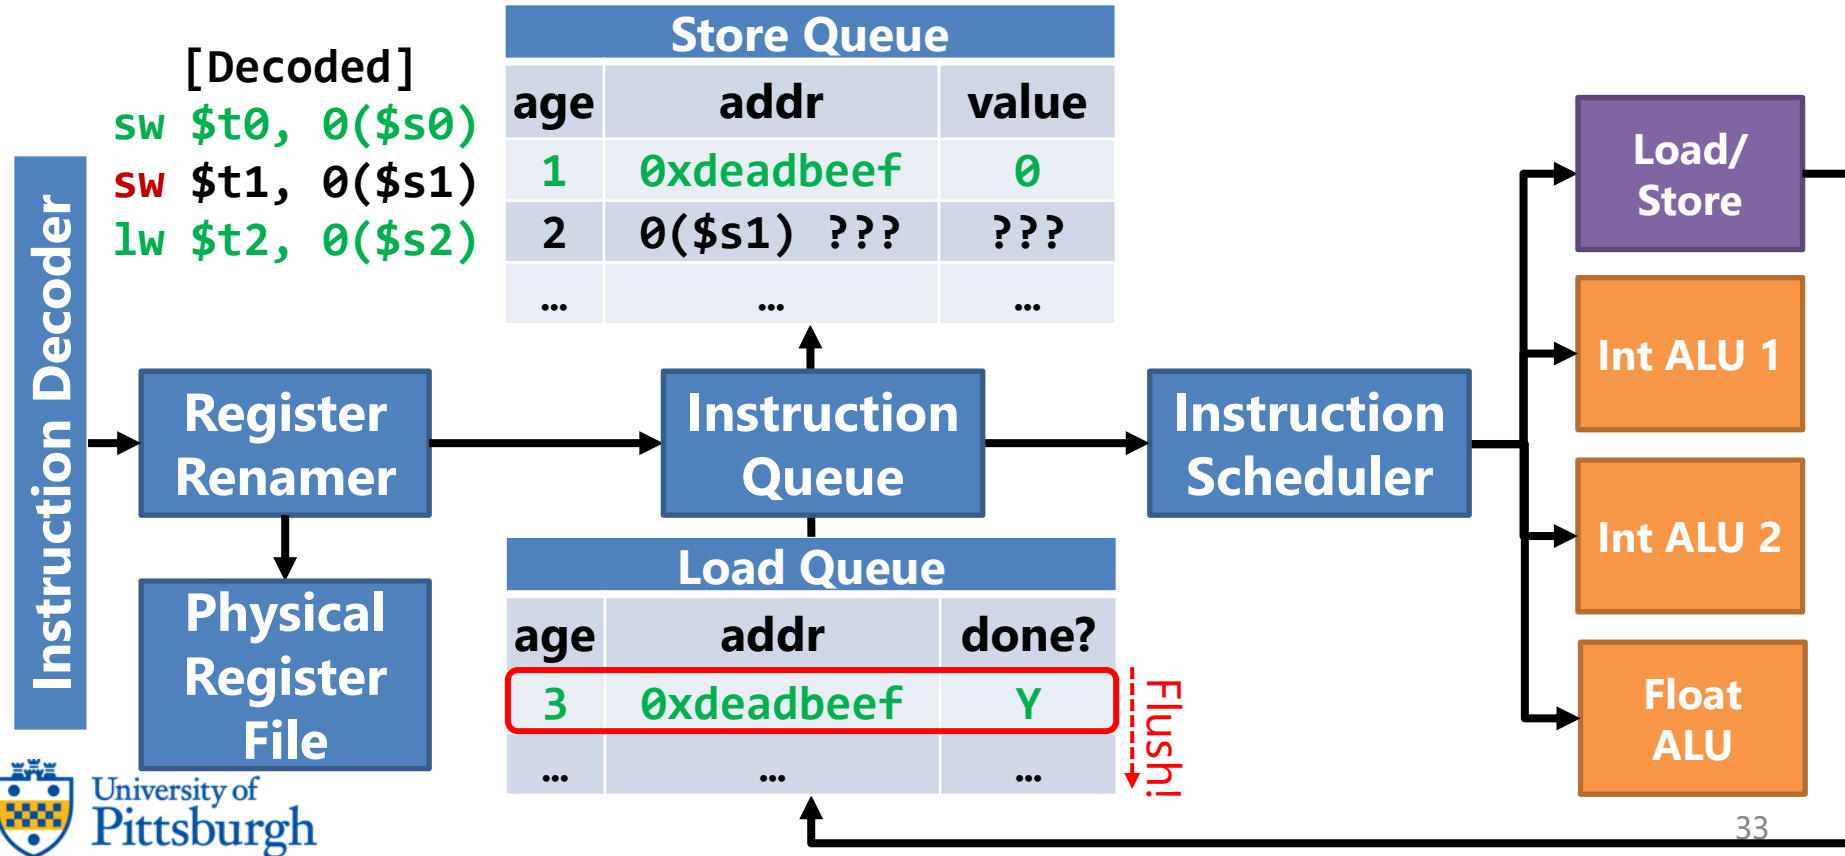 [Decoded]
sw $t0, 0($s0)
sw $t1, 0($s1)
lw $t2, 0($s2)
Instruction Decoder
Store Queue
age addr value
1 0xdeadbeef 0
2 0($s1) ??? ???
… … …
Register
Renamer
Instruction
Queue
Instruction
Scheduler
Load/
Store
Int ALU 1
Int ALU 2
Float
ALU
Physical
Register
File
Load Queue
age addr done?
3 0xdeadbeef Y
… … …
Flush!
University of
Pittsburgh
33